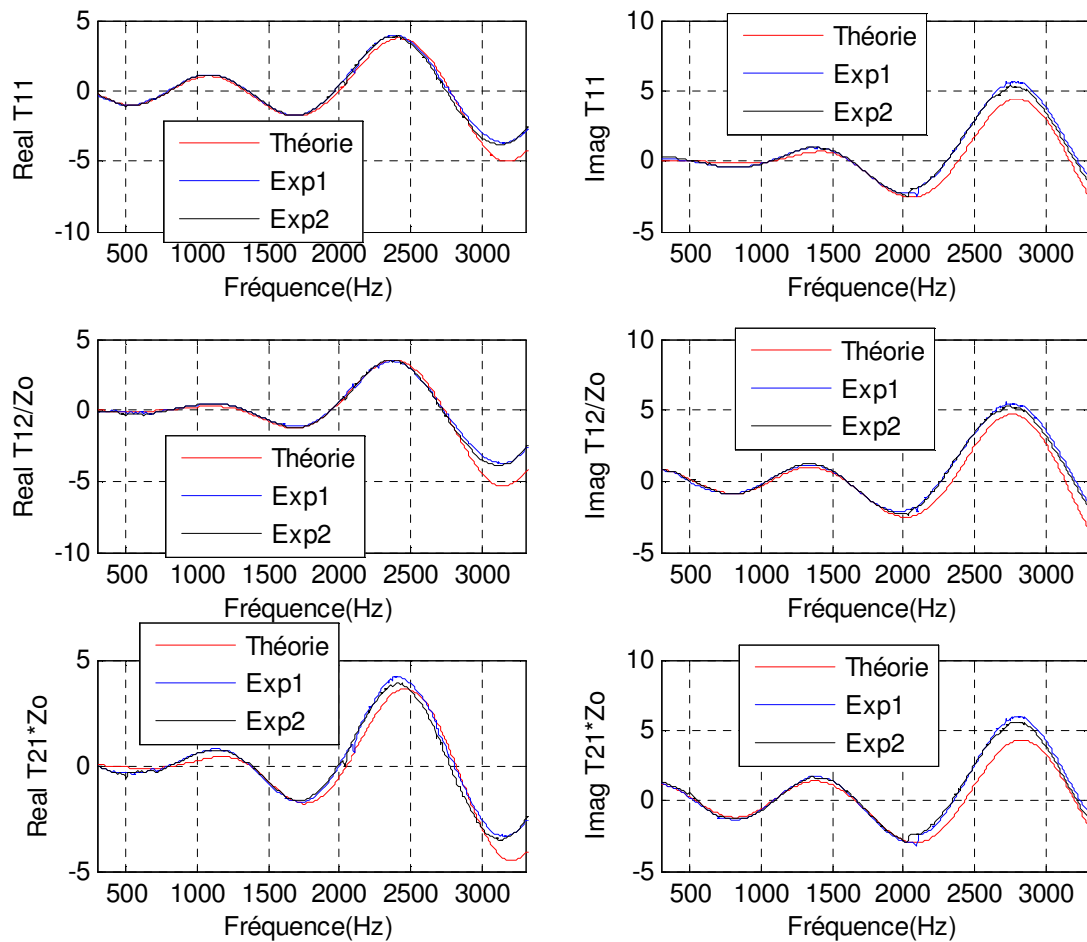 Real T11
5
0
-5
-10
Théorie
Exp1
Exp2
500 1000 1500 2000 2500 3000
Fréquence(Hz)
Imag T11
10
5
0
-5
Théorie
Exp1
Exp2
500 1000 1500 2000 2500 3000
Fréquence(Hz)
Real T12/Zo
5
0
-5
-10
Théorie
Exp1
Exp2
500 1000 1500 2000 2500 3000
Fréquence(Hz)
Imag T12/Zo
10
5
0
-5
Théorie
Exp1
Exp2
500 1000 1500 2000 2500 3000
Fréquence(Hz)
Real T21*Zo
5
0
-5
Théorie
Exp1
Exp2
500 1000 1500 2000 2500 3000
Fréquence(Hz)
Imag T21*Zo
10
5
0
-5
Théorie
Exp1
Exp2
500 1000 1500 2000 2500 3000
Fréquence(Hz)